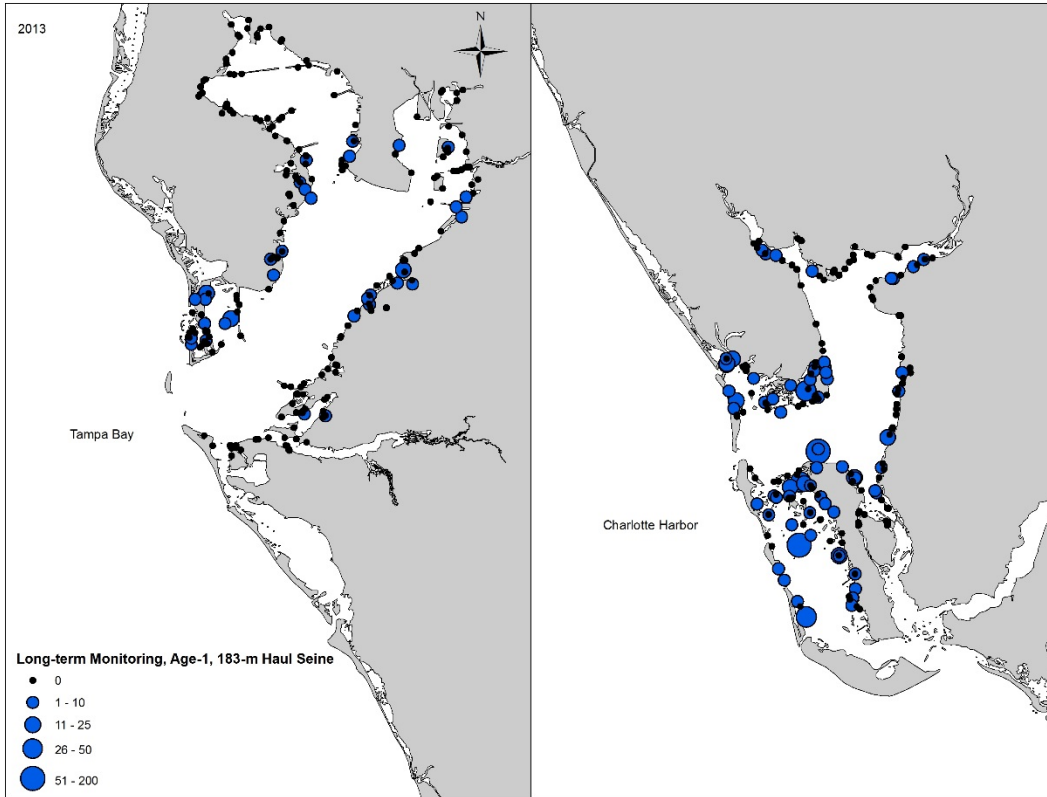 2013
N
Tampa Bay
Charlotte Harbor
Long-term Monitoring, Age-1, 183-m Haul Seine
0
1 - 10
11 - 25
26 - 50
51 - 200